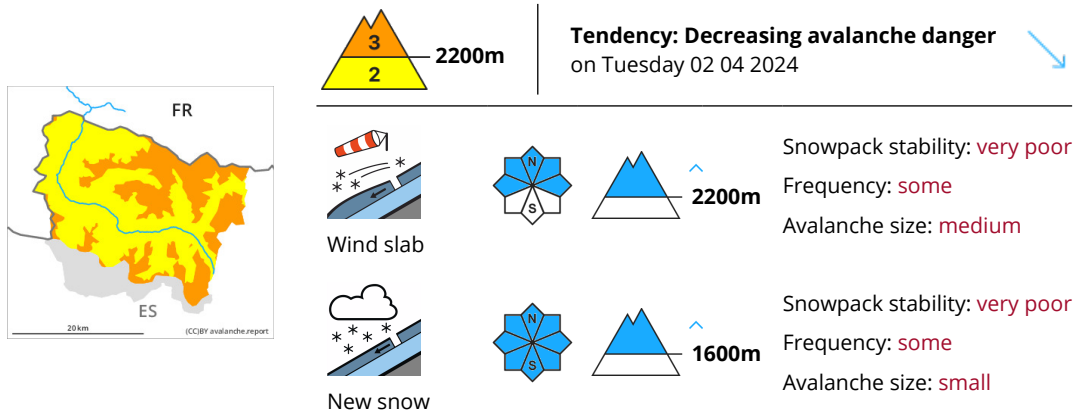 FR
ES
20 km
(CC)BY avalanche.report
3
2
2200m
Tendency: Decreasing avalanche danger
on Tuesday 02 04 2024
Wind slab
N
S
2200m
Snowpack stability: very poor
Frequency: some
Avalanche size: medium
New snow
N
S
1600m
Snowpack stability: very poor
Frequency: some
Avalanche size: small